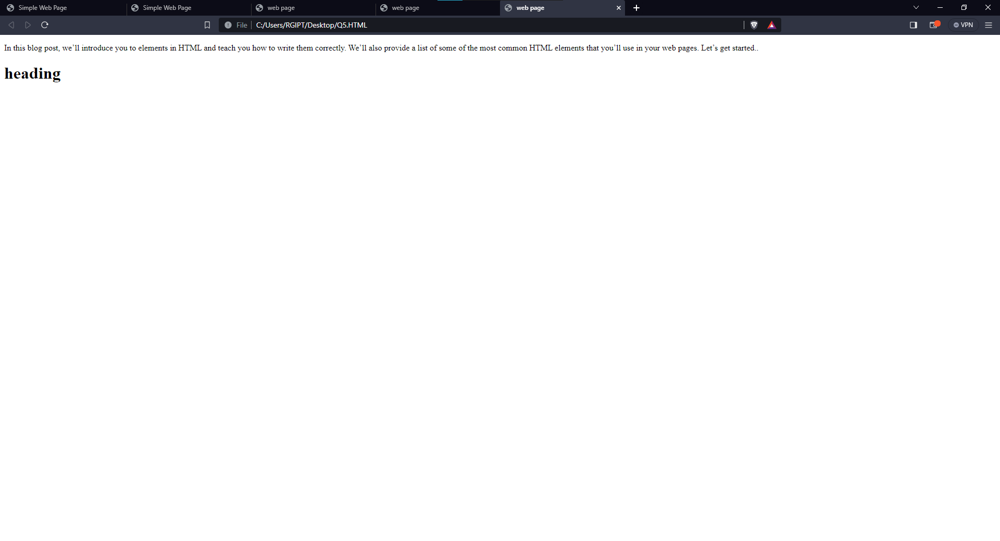 Simple Web Page
Simple Web Page
web page
web page
web page
File
C:/Users/RGIPT/Desktop/Q5.HTML
VPN
In this blog post, we’ll introduce you to elements in HTML and teach you how to write them correctly. We’ll also provide a list of some of the most common HTML elements that you’ll use in your web pages. Let’s get started..
heading